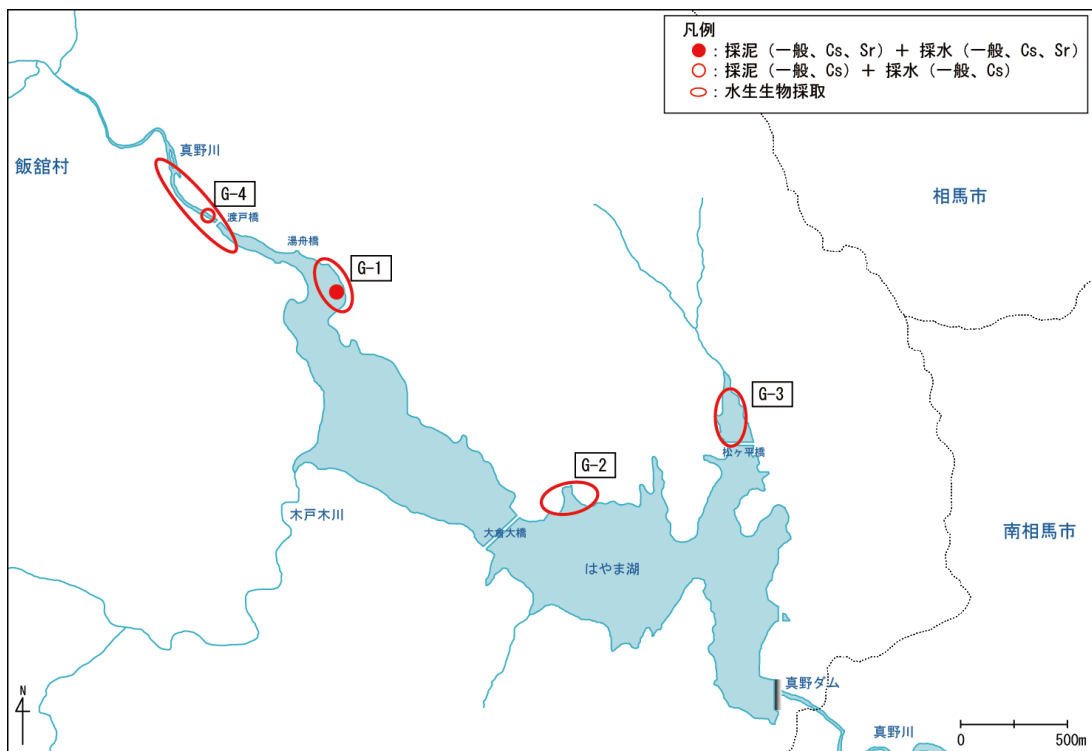 凡例
●：採泥（一般、Cs、Sr）＋ 採水（一般、Cs、Sr）
○：採泥（一般、Cs）＋ 採水（一般、Cs）
：水生生物採取
飯舘村
真野川
G-4
渡戸橋
湯舟橋
G-1
相馬市
G-3
松ヶ平橋
G-2
木戸木川
大倉大橋
はやま湖
南相馬市
真野ダム
真野川
N
0 500m